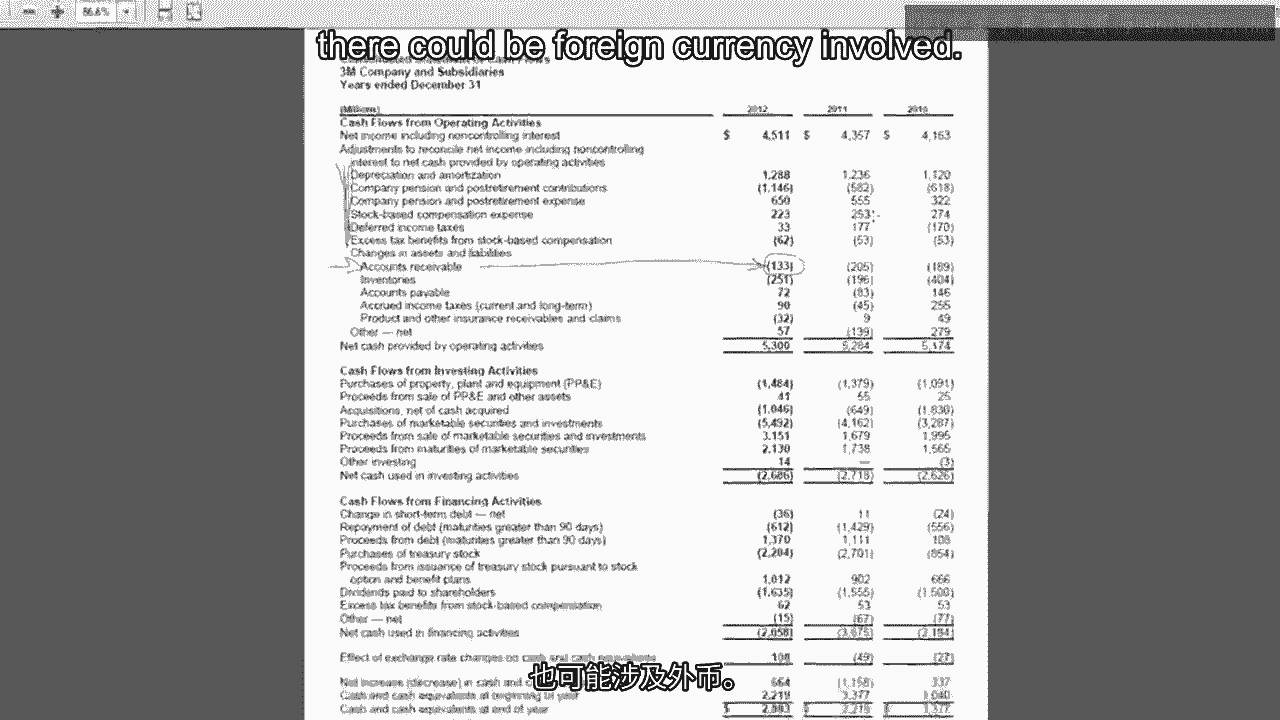 86.6%
there could be foreign currency involved.
3M Company and Subsidiaries
Years ended December 31
(Millions) 2012 2011 2010
Cash Flows from Operating Activities
Net income including noncontrolling interest $ 4,511 $ 4,357 $ 4,163
Adjustments to reconcile net income including noncontrolling
interest to net cash provided by operating activities
Depreciation and amortization 1,288 1,236 1,120
Company pension and postretirement contributions (1,146) (582) (618)
Company pension and postretirement expense 650 555 322
Stock-based compensation expense 223 253 274
Deferred income taxes 33 177 (170)
Excess tax benefits from stock-based compensation (62) (53) (53)
Changes in assets and liabilities
Accounts receivable (133) (205) (189)
Inventories (251) (196) (404)
Accounts payable 72 (83) 146
Accrued income taxes (current and long-term) 90 (45) 255
Product and other insurance receivables and claims (32) 9 49
Other — net 57 (139) 279
Net cash provided by operating activities 5,300 5,284 5,174
Cash Flows from Investing Activities
Purchases of property, plant and equipment (PP&E) (1,484) (1,379) (1,091)
Proceeds from sale of PP&E and other assets 41 55 25
Acquisitions, net of cash acquired (1,046) (649) (1,830)
Purchases of marketable securities and investments (5,492) (4,162) (3,287)
Proceeds from sale of marketable securities and investments 3,151 1,679 1,995
Proceeds from maturities of marketable securities 2,130 1,738 1,565
Other investing 14 — (3)
Net cash used in investing activities (2,686) (2,718) (2,626)
Cash Flows from Financing Activities
Change in short-term debt — net (36) 11 (24)
Repayment of debt (maturities greater than 90 days) (612) (1,429) (556)
Proceeds from debt (maturities greater than 90 days) 1,370 1,111 108
Purchases of treasury stock (2,204) (2,701) (854)
Proceeds from issuance of treasury stock pursuant to stock
option and benefit plans 1,012 902 666
Dividends paid to shareholders (1,635) (1,555) (1,500)
Excess tax benefits from stock-based compensation 62 53 53
Other — net (15) (67) (77)
Net cash used in financing activities (2,058) (3,675) (2,184)
Effect of exchange rate changes on cash and cash equivalents 108 (49) (27)
也可能涉及外币。
Net increase (decrease) in cash and 664 (1,158) 337
Cash and cash equivalents at beginning of year 2,219 3,377 3,040
Cash and cash equivalents at end of year $ 2,883 $ 2,219 $ 3,377